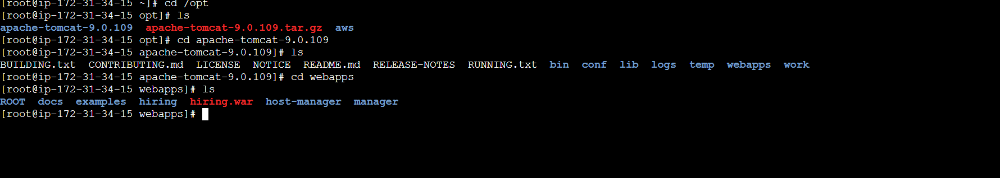 [root@ip-172-31-34-15 ~]# cd /opt
[root@ip-172-31-34-15 opt]# ls
apache-tomcat-9.0.109  apache-tomcat-9.0.109.tar.gz  aws
[root@ip-172-31-34-15 opt]# cd apache-tomcat-9.0.109
[root@ip-172-31-34-15 apache-tomcat-9.0.109]# ls
BUILDING.txt  CONTRIBUTING.md  LICENSE  NOTICE  README.md  RELEASE-NOTES  RUNNING.txt  bin  conf  lib  logs  temp  webapps  work
[root@ip-172-31-34-15 apache-tomcat-9.0.109]# cd webapps
[root@ip-172-31-34-15 webapps]# ls
ROOT  docs  examples  hiring  hiring.war  host-manager  manager
[root@ip-172-31-34-15 webapps]#